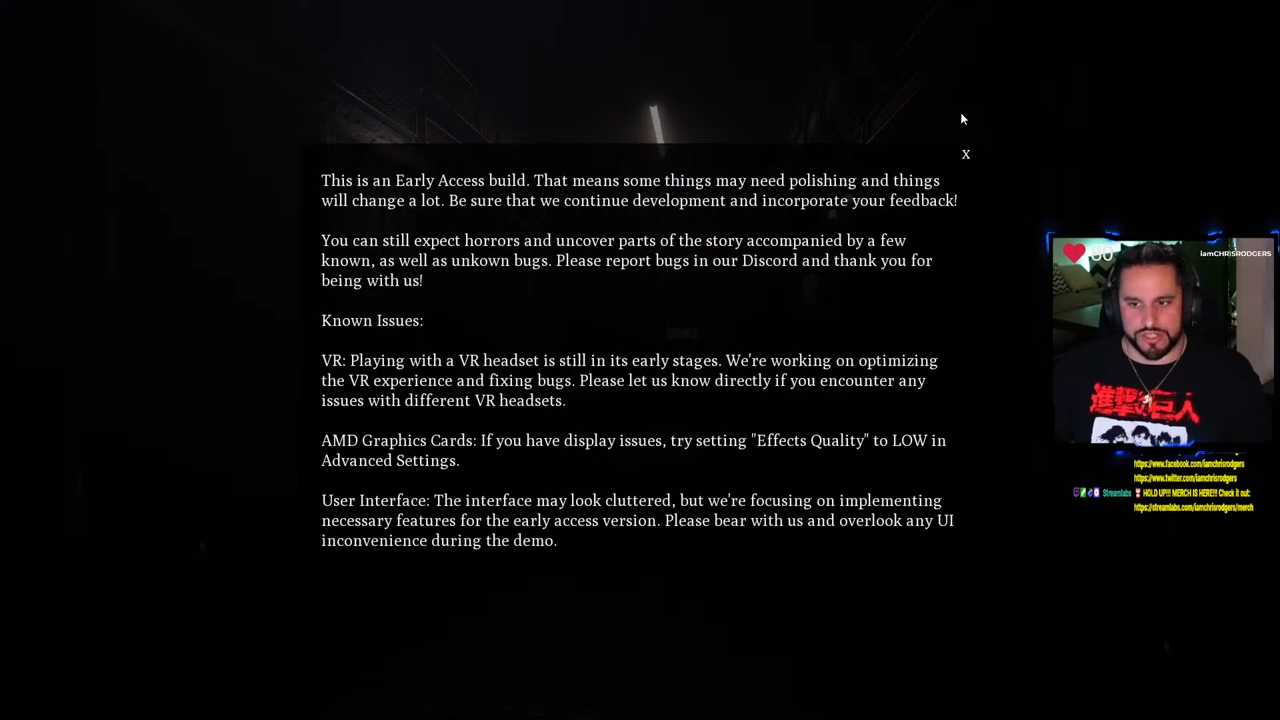 X
This is an Early Access build. That means some things may need polishing and things
will change a lot. Be sure that we continue development and incorporate your feedback!
You can still expect horrors and uncover parts of the story accompanied by a few
known, as well as unkown bugs. Please report bugs in our Discord and thank you for
being with us!
Known Issues:
VR: Playing with a VR headset is still in its early stages. We're working on optimizing
the VR experience and fixing bugs. Please let us know directly if you encounter any
issues with different VR headsets.
AMD Graphics Cards: If you have display issues, try setting "Effects Quality" to LOW in
Advanced Settings.
User Interface: The interface may look cluttered, but we're focusing on implementing
necessary features for the early access version. Please bear with us and overlook any UI
inconvenience during the demo.
iamCHRISRODGERS
進撃の巨人
https://www.facebook.com/iamchrisrodgers
https://www.twitter.com/iamchrisrodgers
Streamlabs HOLD UP!!! MERCH IS HERE!!! Check it out:
https://streamlabs.com/iamchrisrodgers/merch